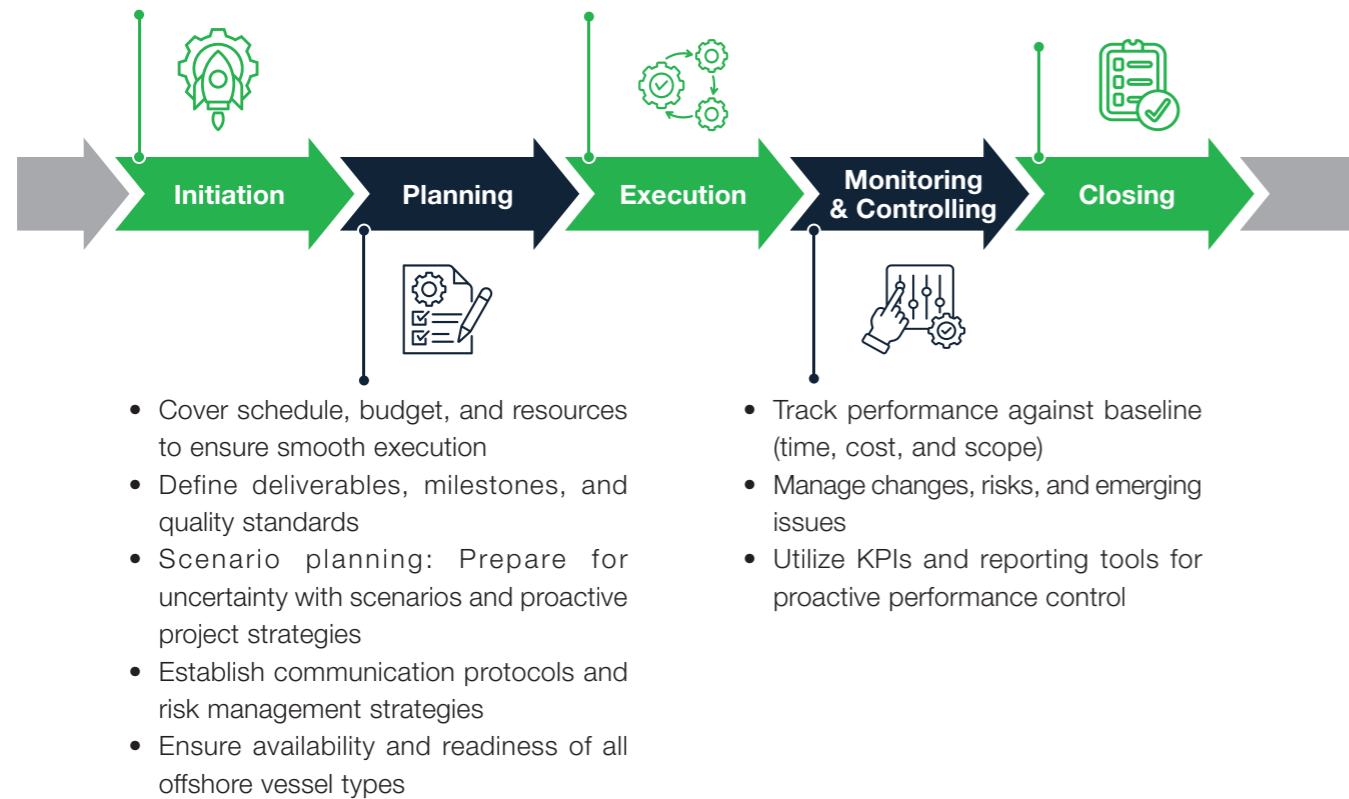 Initiation
Planning
Execution
Monitoring
& Controlling
Closing
• Cover schedule, budget, and resources
to ensure smooth execution
• Define deliverables, milestones, and
quality standards
• Scenario planning: Prepare for
uncertainty with scenarios and proactive
project strategies
• Establish communication protocols and
risk management strategies
• Ensure availability and readiness of all
offshore vessel types
• Track performance against baseline
(time, cost, and scope)
• Manage changes, risks, and emerging
issues
• Utilize KPIs and reporting tools for
proactive performance control